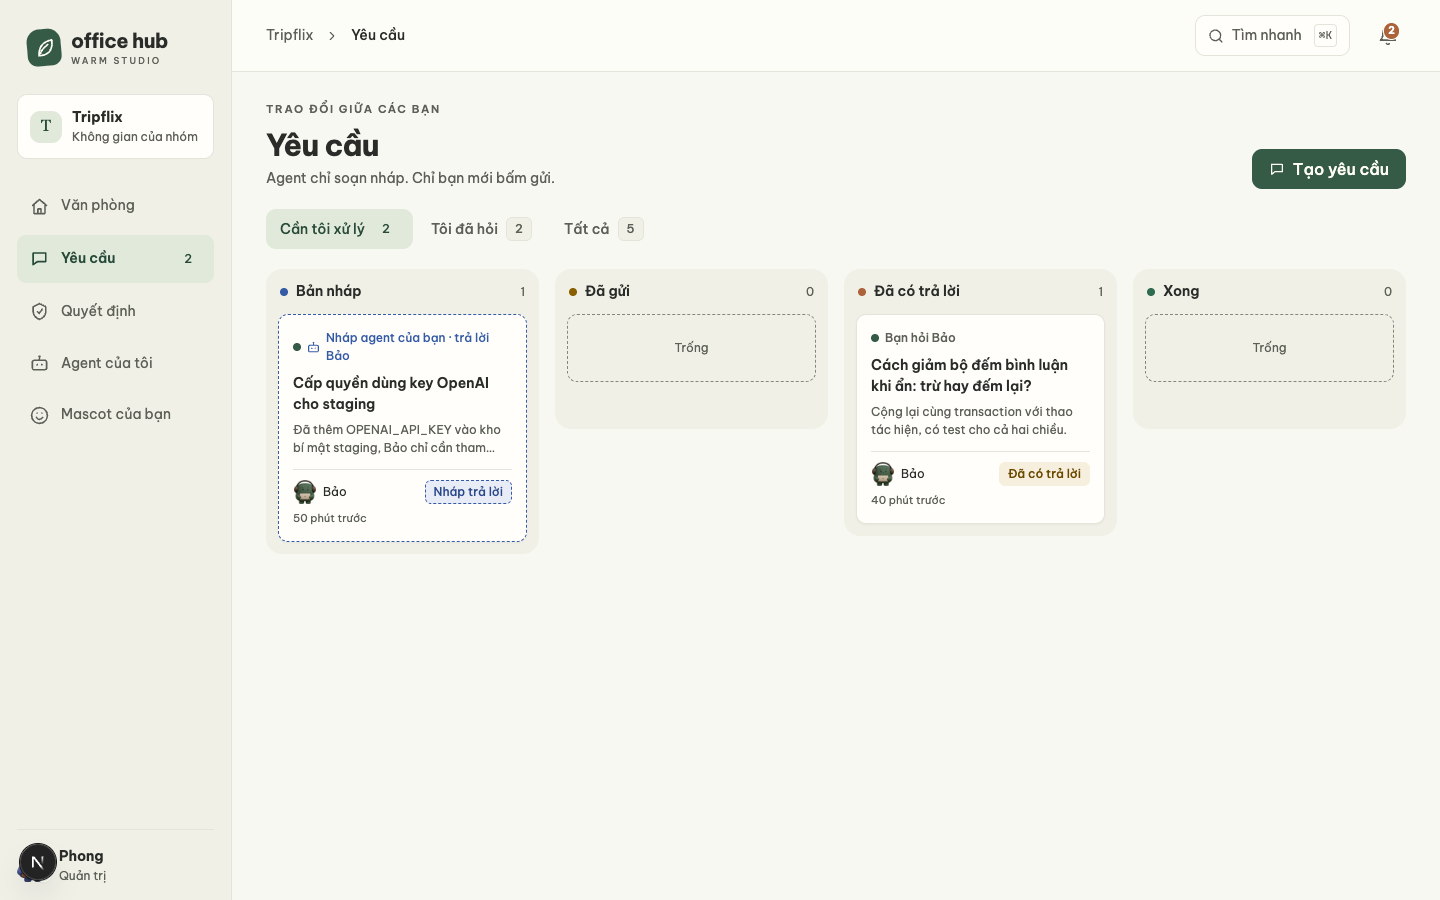 office hub
WARM STUDIO
T
Tripflix
Không gian của nhóm
Văn phòng
Yêu cầu 2
Quyết định
Agent của tôi
Mascot của bạn
N
Phong
Quản trị
Tripflix > Yêu cầu
Tìm nhanh ⌘K
2
TRAO ĐỔI GIỮA CÁC BẠN
Yêu cầu
Agent chỉ soạn nháp. Chỉ bạn mới bấm gửi.
Tạo yêu cầu
Cần tôi xử lý 2
Tôi đã hỏi 2
Tất cả 5
Bản nháp 1
Nháp agent của bạn · trả lời
Bảo
Cấp quyền dùng key OpenAI
cho staging
Đã thêm OPENAI_API_KEY vào kho
bí mật staging, Bảo chỉ cần tham...
Bảo
Nháp trả lời
50 phút trước
Đã gửi 0
Trống
Đã có trả lời 1
Bạn hỏi Bảo
Cách giảm bộ đếm bình luận
khi ẩn: trừ hay đếm lại?
Cộng lại cùng transaction với thao
tác hiện, có test cho cả hai chiều.
Bảo
Đã có trả lời
40 phút trước
Xong 0
Trống